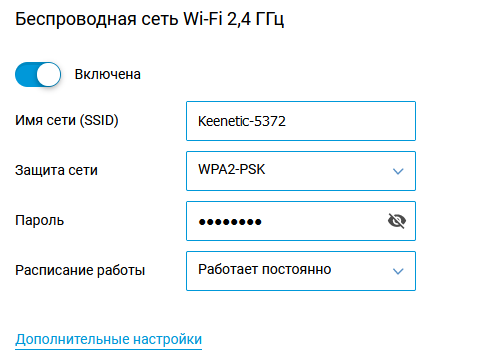 Беспроводная сеть Wi-Fi 2,4 ГГц
Включена
Имя сети (SSID) Keenetic-5372
Защита сети WPA2-PSK
Пароль ••••••••
Расписание работы Работает постоянно
Дополнительные настройки